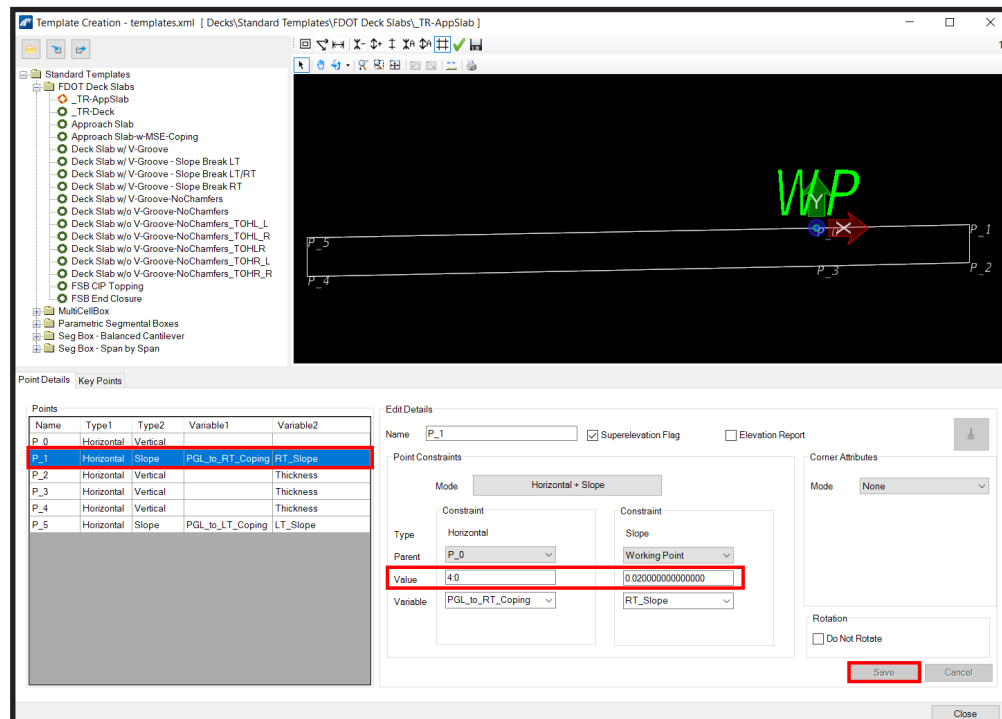 Template Creation - templates.xml [ Decks\Standard Templates\FDOT Deck Slabs\_TR-AppSlab ]
Standard Templates
FDOT Deck Slabs
_TR-AppSlab
_TR-Deck
Approach Slab
Approach Slab-w-MSE-Coping
Deck Slab w/ V-Groove
Deck Slab w/ V-Groove - Slope Break LT
Deck Slab w/ V-Groove - Slope Break LT/RT
Deck Slab w/ V-Groove - Slope Break RT
Deck Slab w/ V-Groove-NoChamfers
Deck Slab w/o V-Groove-NoChamfers
Deck Slab w/o V-Groove-NoChamfers_TOHL_L
Deck Slab w/o V-Groove-NoChamfers_TOHL_R
Deck Slab w/o V-Groove-NoChamfers_TOHLR
Deck Slab w/o V-Groove-NoChamfers_TOHR_L
Deck Slab w/o V-Groove-NoChamfers_TOHR_R
FSB CIP Topping
FSB End Closure
MultiCellBox
Parametric Segmental Boxes
Seg Box - Balanced Cantilever
Seg Box - Span by Span
WP
Y
X
P_1
P_5
P_2
P_3
P_4
Point Details Key Points
Points
Name Type1 Type2 Variable1 Variable2
P_0 Horizontal Vertical
P_1 Horizontal Slope PGL_to_RT_Coping RT_Slope
P_2 Horizontal Vertical Thickness
P_3 Horizontal Vertical Thickness
P_4 Horizontal Vertical Thickness
P_5 Horizontal Slope PGL_to_LT_Coping LT_Slope
Edit Details
Name P_1 Superelevation Flag Elevation Report
Point Constraints
Mode Horizontal + Slope
Constraint Constraint
Type Horizontal Slope
Parent P_0 Working Point
Value 4:0 0.020000000000000
Variable PGL_to_RT_Coping RT_Slope
Corner Attributes
Mode None
Rotation
Do Not Rotate
Save Cancel
Close